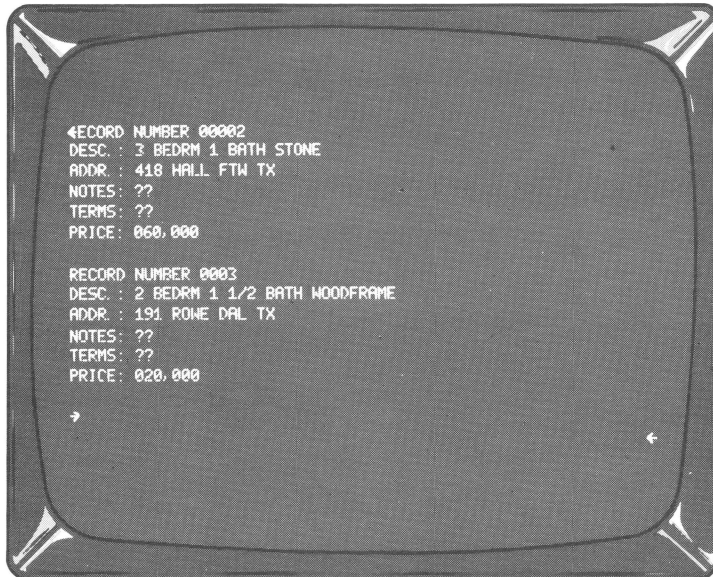 ←ECORD NUMBER 00002
DESC. : 3 BEDRM 1 BATH STONE
ADDR. : 418 HALL FTW TX
NOTES: ??
TERMS: ??
PRICE: 060,000
RECORD NUMBER 0003
DESC. : 2 BEDRM 1 1/2 BATH WOODFRAME
ADDR. : 191 ROWE DAL TX
NOTES: ??
TERMS: ??
PRICE: 020,000
→
←